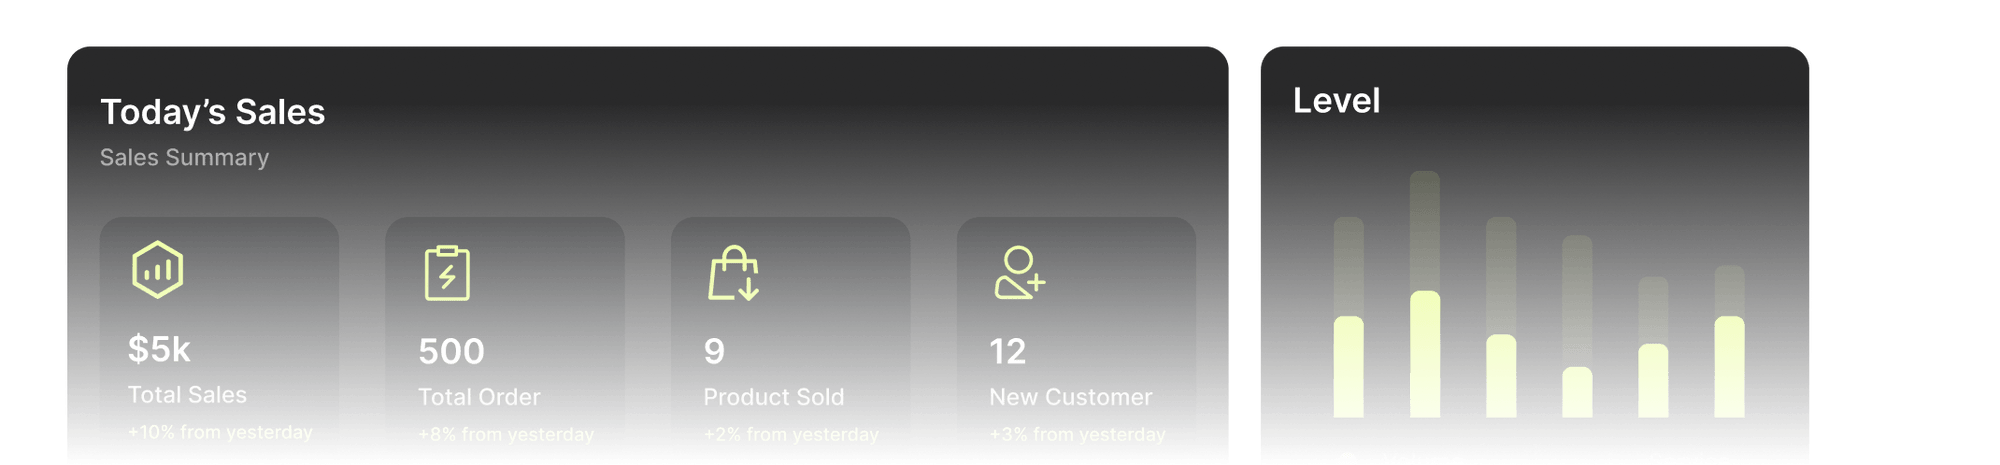 Today's Sales
Sales Summary
$5k
Total Sales
+10% from yesterday
500
Total Order
+8% from yesterday
9
Product Sold
+2% from yesterday
12
New Customer
+3% from yesterday
Level